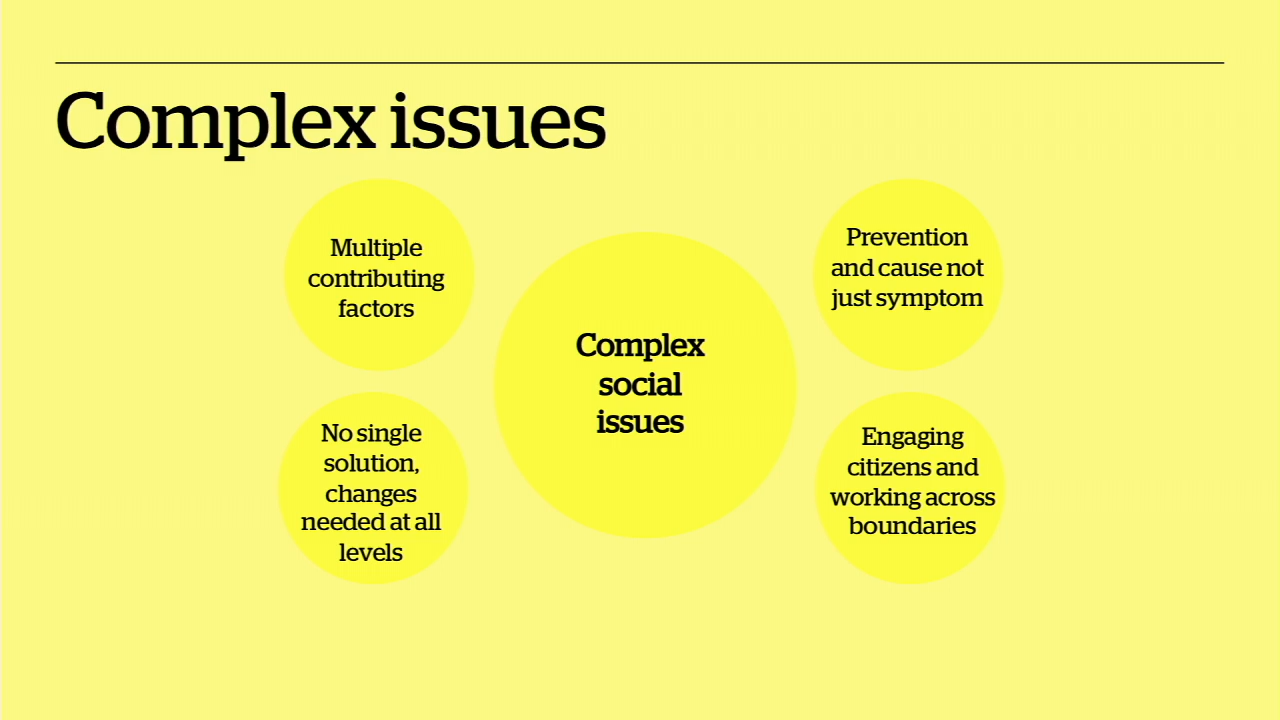 Complex issues
Multiple
contributing
factors
No single
solution,
changes
needed at all
levels
Complex
social
issues
Prevention
and cause not
just symptom
Engaging
citizens and
working across
boundaries